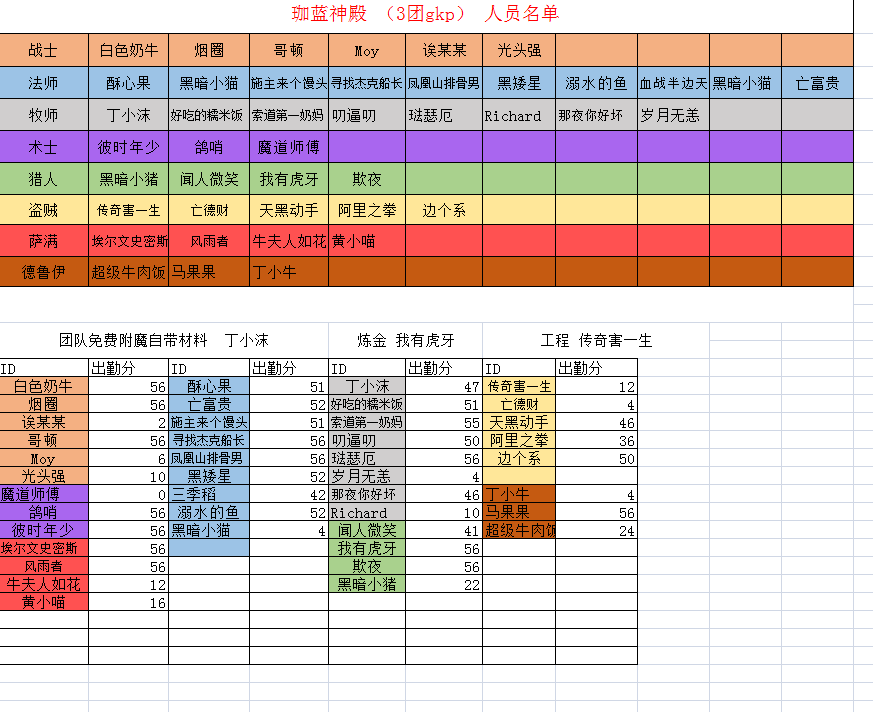 珈蓝神殿 （3团gkp） 人员名单
战士 白色奶牛 烟圈 哥顿 Moy 诶某某 光头强
法师 酥心果 黑暗小猫 施主来个馒头 寻找杰克船长 凤凰山排骨男 黑矮星 溺水的鱼 血战半边天 黑暗小猫 亡富贵
牧师 丁小沫 好吃的糯米饭 索道第一奶妈 叨逼叨 琺瑟厄 Richard 那夜你好坏 岁月无恙
术士 彼时年少 鸽哨 魔道师傅
猎人 黑暗小猪 闻人微笑 我有虎牙 欺夜
盗贼 传奇害一生 亡德财 天黑动手 阿里之拳 边个系
萨满 埃尔文史密斯 风雨者 牛夫人如花 黄小喵
德鲁伊 超级牛肉饭 马果果 丁小牛
团队免费附魔自带材料 丁小沫 炼金 我有虎牙 工程 传奇害一生
ID 出勤分 ID 出勤分 ID 出勤分 ID 出勤分
白色奶牛 56 酥心果 51 丁小沫 47 传奇害一生 12
烟圈 56 亡富贵 52 好吃的糯米饭 51 亡德财 4
诶某某 2 施主来个馒头 51 索道第一奶妈 55 天黑动手 46
哥顿 56 寻找杰克船长 56 叨逼叨 50 阿里之拳 36
Moy 6 凤凰山排骨男 56 琺瑟厄 56 边个系 50
光头强 10 黑矮星 52 岁月无恙 4
魔道师傅 0 三季稻 42 那夜你好坏 46 丁小牛 4
鸽哨 56 溺水的鱼 52 Richard 10 马果果 56
彼时年少 56 黑暗小猫 4 闻人微笑 41 超级牛肉饭 24
埃尔文史密斯 56 我有虎牙 56
风雨者 56 欺夜 56
牛夫人如花 12 黑暗小猪 22
黄小喵 16